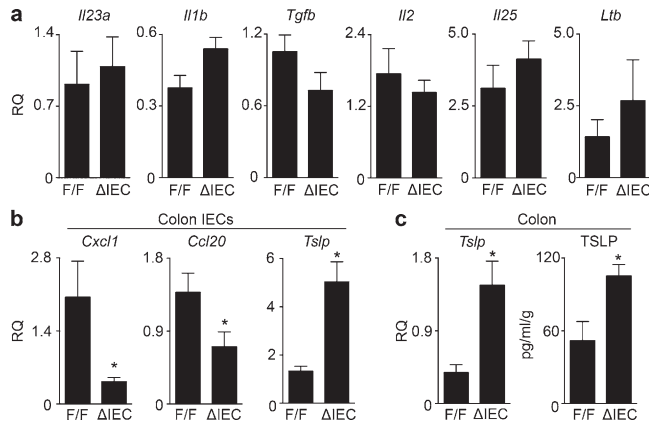 a
Il23a Il1b Tgfb Il2 Il25 Ltb
1.4 0.6 1.2 2.4 5.0 5.0
RQ 0.7 0.3 0.6 1.2 2.5 2.5
0 0 0 0 0 0
F/F ΔIEC F/F ΔIEC F/F ΔIEC F/F ΔIEC F/F ΔIEC F/F ΔIEC
b
Colon IECs
Cxcl1 Ccl20 Tslp
2.8 1.8 6
RQ 1.4 0.9 4
2
0 0 0
* * *
F/F ΔIEC F/F ΔIEC F/F ΔIEC
c
Colon
Tslp TSLP
1.8 120
RQ 0.9 pg/ml/g 60
0 0
* *
F/F ΔIEC F/F ΔIEC